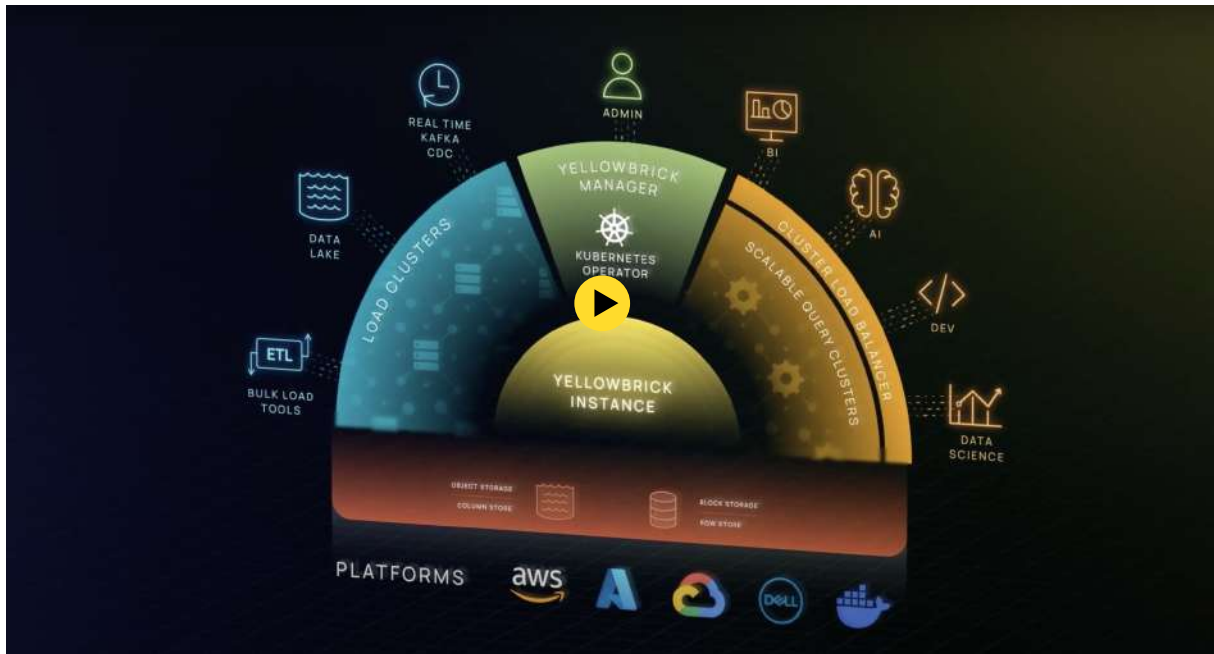 REAL TIME
KAFKA
CDC
ADMIN
BI
DATA
LAKE
AI
DEV
ETL
BULK LOAD
TOOLS
DATA
SCIENCE
LOAD CLUSTERS
YELLOWBRICK
MANAGER
KUBERNETES
OPERATOR
CLUSTER LOAD BALANCER
SCALABLE QUERY CLUSTERS
YELLOWBRICK
INSTANCE
OBJECT STORAGE
COLUMN STORE
BLOCK STORAGE
ROW STORE
PLATFORMS
aws
DELL